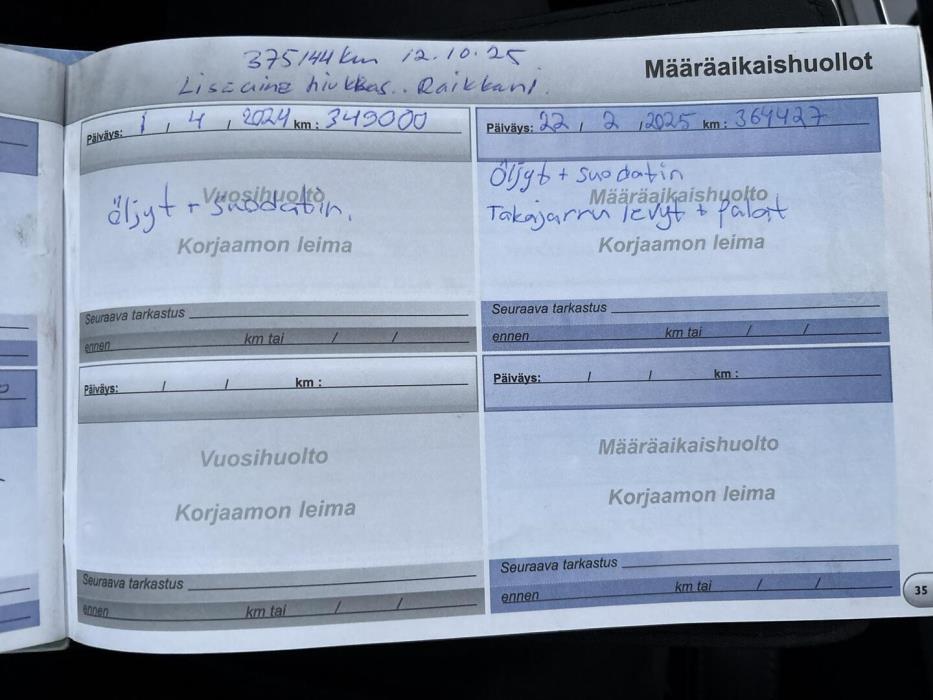 375144 km 12.10.25
Määräaikaishuollot
Lisäaine hiukkas.. Raikkani.
Päiväys: 1 / 4 / 2024 km : 349000
Vuosihuolto
öljyt + suodatin.
Korjaamon leima
Seuraava tarkastus
ennen km tai / /
Päiväys: 22 / 2 / 2025 km : 364427
Öljyt + suodatin
Määräaikaishuolto
Takajarru levyt + palat
Korjaamon leima
Seuraava tarkastus
ennen km tai / /
Päiväys: / / km :
Vuosihuolto
Korjaamon leima
Seuraava tarkastus
ennen km tai / /
Päiväys: / / km :
Määräaikaishuolto
Korjaamon leima
Seuraava tarkastus
ennen km tai / /
35